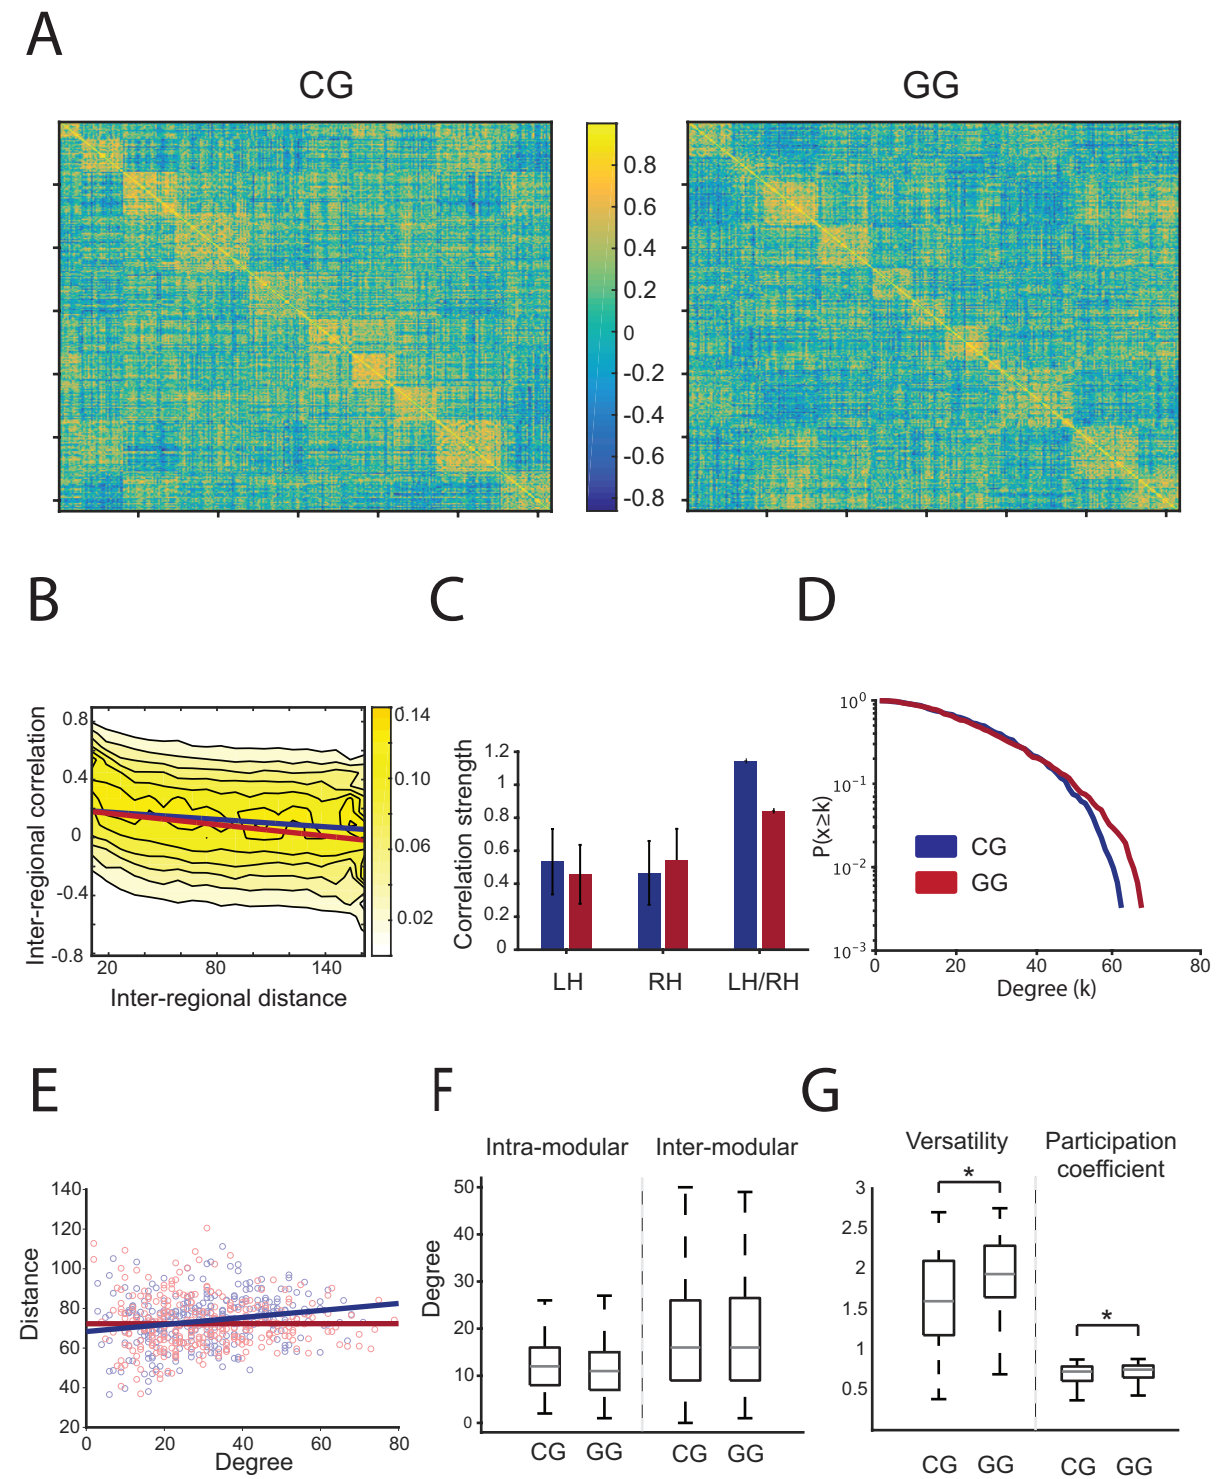 A
CG
GG
0.8
0.6
0.4
0.2
0
-0.2
-0.4
-0.6
-0.8
B
C
D
Inter-regional correlation
0.8
0.4
0
-0.4
-0.8
20
80
140
Inter-regional distance
0.14
0.10
0.06
0.02
Correlation strength
1.2
1
0.8
0.6
0.4
0.2
0
LH
RH
LH/RH
P(x≥k)
10^0
10^-1
10^-2
10^-3
CG
GG
0
20
40
60
80
Degree (k)
E
F
G
Distance
140
120
100
80
60
40
20
0
20
40
60
80
Degree
Intra-modular
Inter-modular
Degree
50
40
30
20
10
0
CG
GG
CG
GG
Versatility
Participation
coefficient
3
2.5
2
1.5
1
0.5
*
*
CG
GG
CG
GG